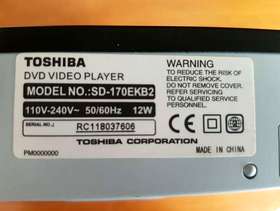 TOSHIBA
DVD VIDEO PLAYER
MODEL NO.:SD-170EKB2
110V-240V~ 50/60Hz 12W
SERIAL NO.:
RC118037606
WARNING
TO REDUCE THE RISK OF
ELECTRIC SHOCK,
DO NOT REMOVE COVER.
REFER TO SERVICING
TO QUALIFIED SERVICE
PERSONNEL.
TOSHIBA CORPORATION
PM0000000
MADE IN CHINA